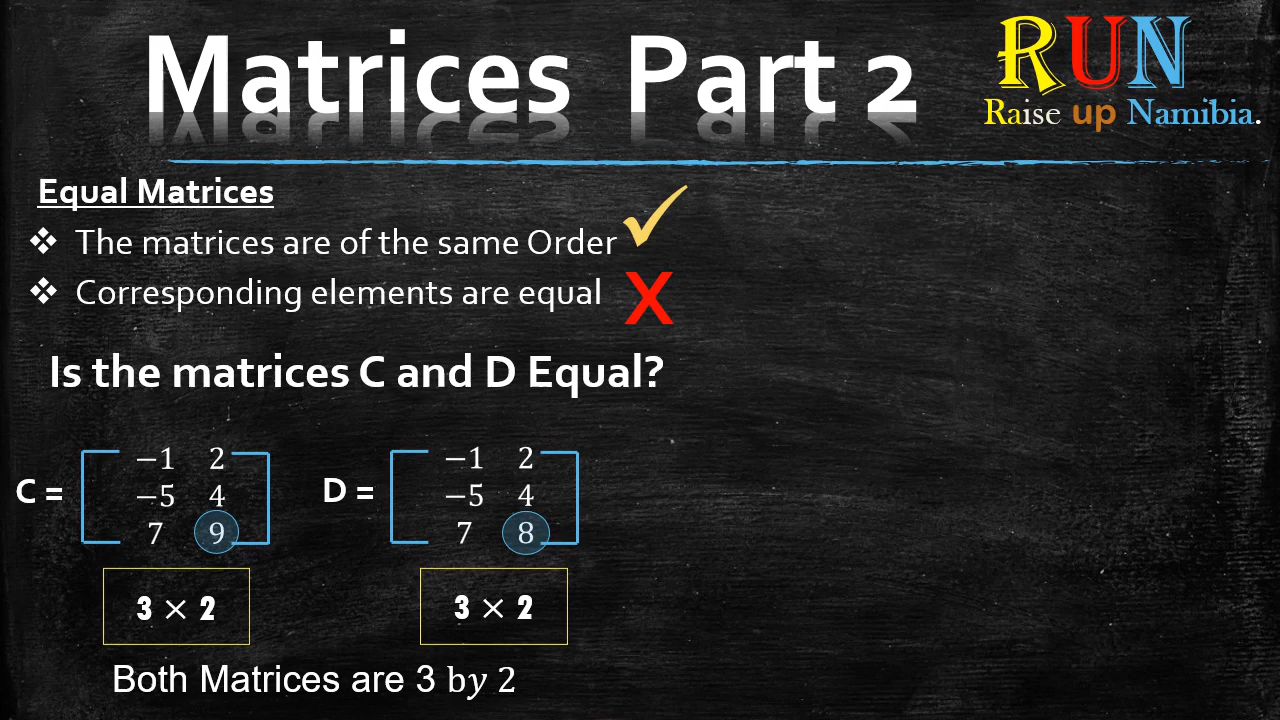 Matrices Part 2
RUN
Raise up Namibia.
Equal Matrices
❖ The matrices are of the same Order ✓
❖ Corresponding elements are equal X
Is the matrices C and D Equal?
−1 2
C = −5 4
7 9
−1 2
D = −5 4
7 8
3 × 2
3 × 2
Both Matrices are 3 by 2